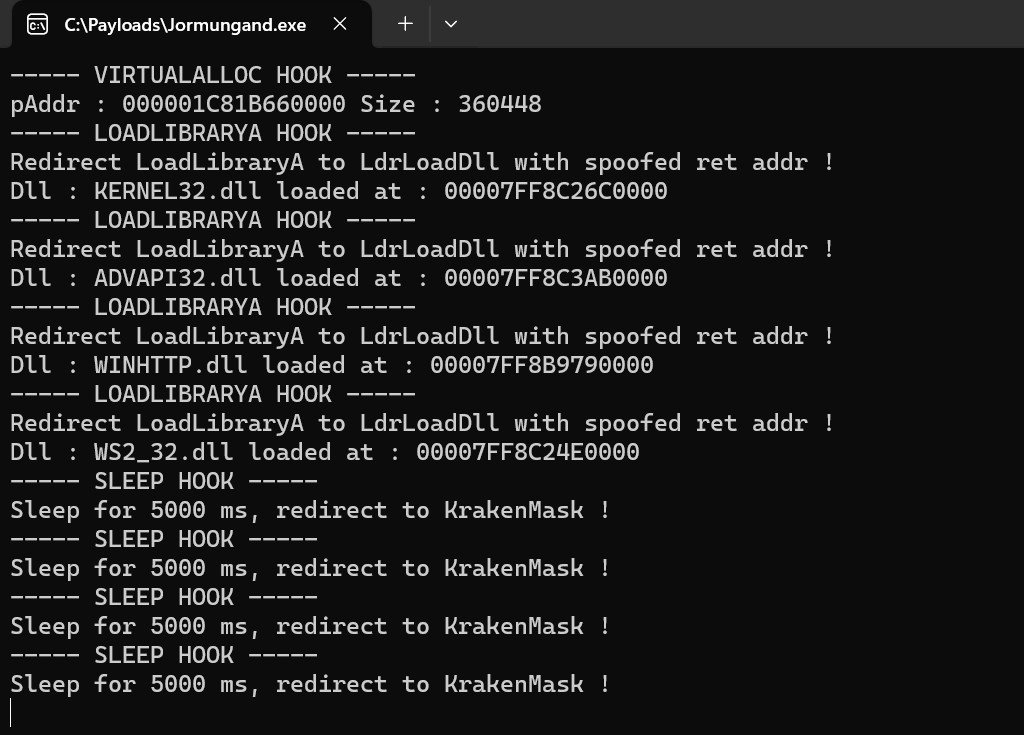 C:\Payloads\Jormungand.exe
----- VIRTUALALLOC HOOK -----
pAddr : 000001C81B660000 Size : 360448
----- LOADLIBRARYA HOOK -----
Redirect LoadLibraryA to LdrLoadDll with spoofed ret addr !
Dll : KERNEL32.dll loaded at : 00007FF8C26C0000
----- LOADLIBRARYA HOOK -----
Redirect LoadLibraryA to LdrLoadDll with spoofed ret addr !
Dll : ADVAPI32.dll loaded at : 00007FF8C3AB0000
----- LOADLIBRARYA HOOK -----
Redirect LoadLibraryA to LdrLoadDll with spoofed ret addr !
Dll : WINHTTP.dll loaded at : 00007FF8B9790000
----- LOADLIBRARYA HOOK -----
Redirect LoadLibraryA to LdrLoadDll with spoofed ret addr !
Dll : WS2_32.dll loaded at : 00007FF8C24E0000
----- SLEEP HOOK -----
Sleep for 5000 ms, redirect to KrakenMask !
----- SLEEP HOOK -----
Sleep for 5000 ms, redirect to KrakenMask !
----- SLEEP HOOK -----
Sleep for 5000 ms, redirect to KrakenMask !
----- SLEEP HOOK -----
Sleep for 5000 ms, redirect to KrakenMask !